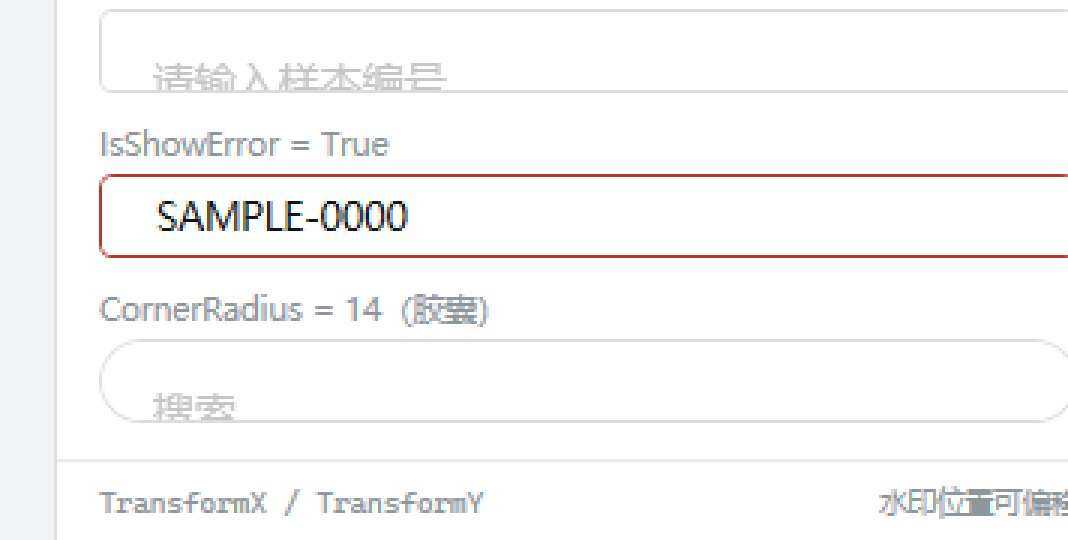 请输入样本编号
IsShowError = True
SAMPLE-0000
CornerRadius = 14 (胶囊)
搜索
TransformX / TransformY
水印位置可偏移